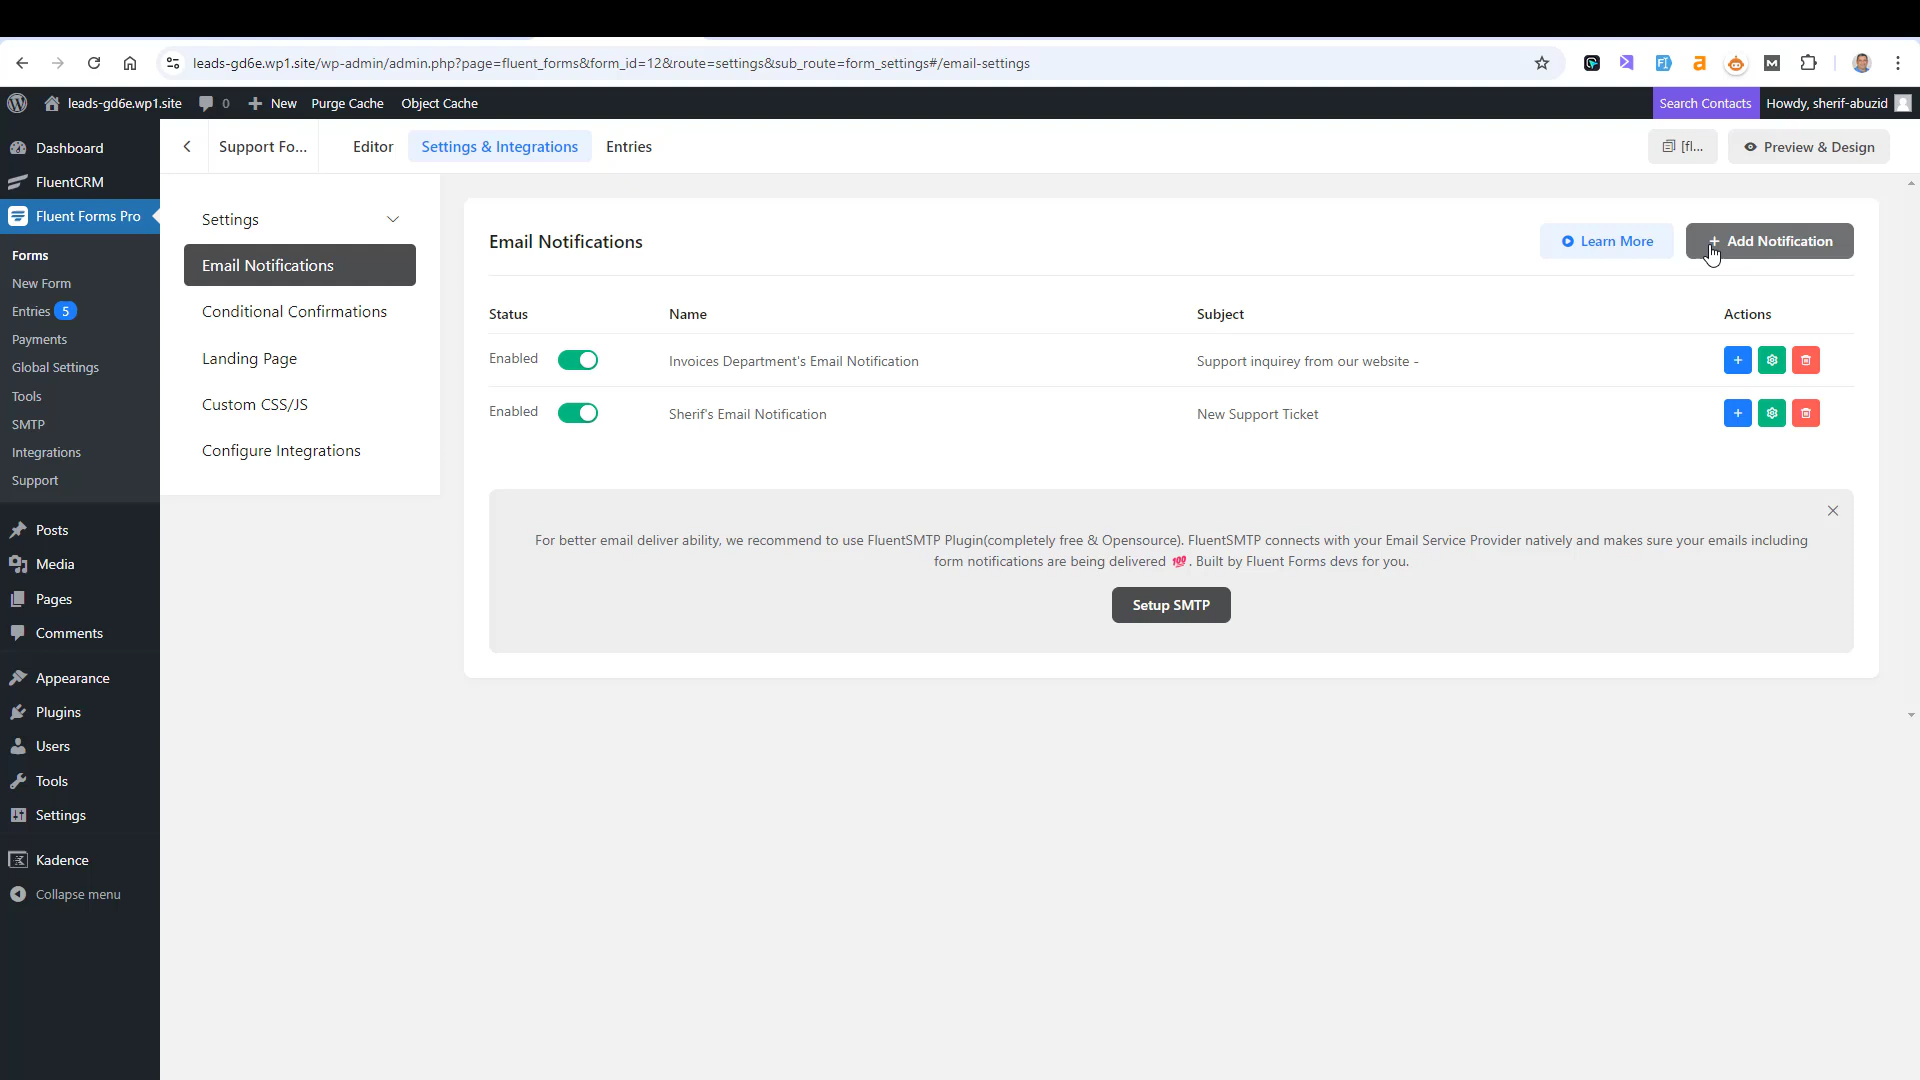 leads-gd6e.wp1.site/wp-admin/admin.php?page=fluent_forms&form_id=12&route=settings&sub_route=form_settings#/email-settings
leads-gd6e.wp1.site 0 New Purge Cache Object Cache Search Contacts Howdy, sherif-abuzid
Dashboard
FluentCRM
Fluent Forms Pro
Forms
New Form
Entries 5
Payments
Global Settings
Tools
SMTP
Integrations
Support
Posts
Media
Pages
Comments
Appearance
Plugins
Users
Tools
Settings
Kadence
Collapse menu
Support Fo... Editor Settings & Integrations Entries [fl... Preview & Design
Settings
Email Notifications
Conditional Confirmations
Landing Page
Custom CSS/JS
Configure Integrations
Email Notifications Learn More + Add Notification
Status Name Subject Actions
Enabled Invoices Department's Email Notification Support inquirey from our website -
Enabled Sherif's Email Notification New Support Ticket
For better email deliver ability, we recommend to use FluentSMTP Plugin(completely free & Opensource). FluentSMTP connects with your Email Service Provider natively and makes sure your emails including
form notifications are being delivered 💯. Built by Fluent Forms devs for you.
Setup SMTP